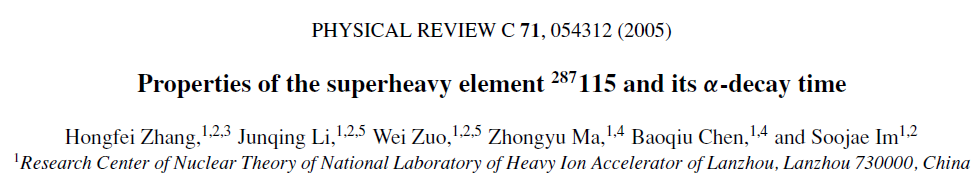 PHYSICAL REVIEW C 71, 054312 (2005)
Properties of the superheavy element ²⁸⁷115 and its α-decay time
Hongfei Zhang,¹,²,³ Junqing Li,¹,²,⁵ Wei Zuo,¹,²,⁵ Zhongyu Ma,¹,⁴ Baoqiu Chen,¹,⁴ and Soojae Im¹,²
¹Research Center of Nuclear Theory of National Laboratory of Heavy Ion Accelerator of Lanzhou, Lanzhou 730000, China